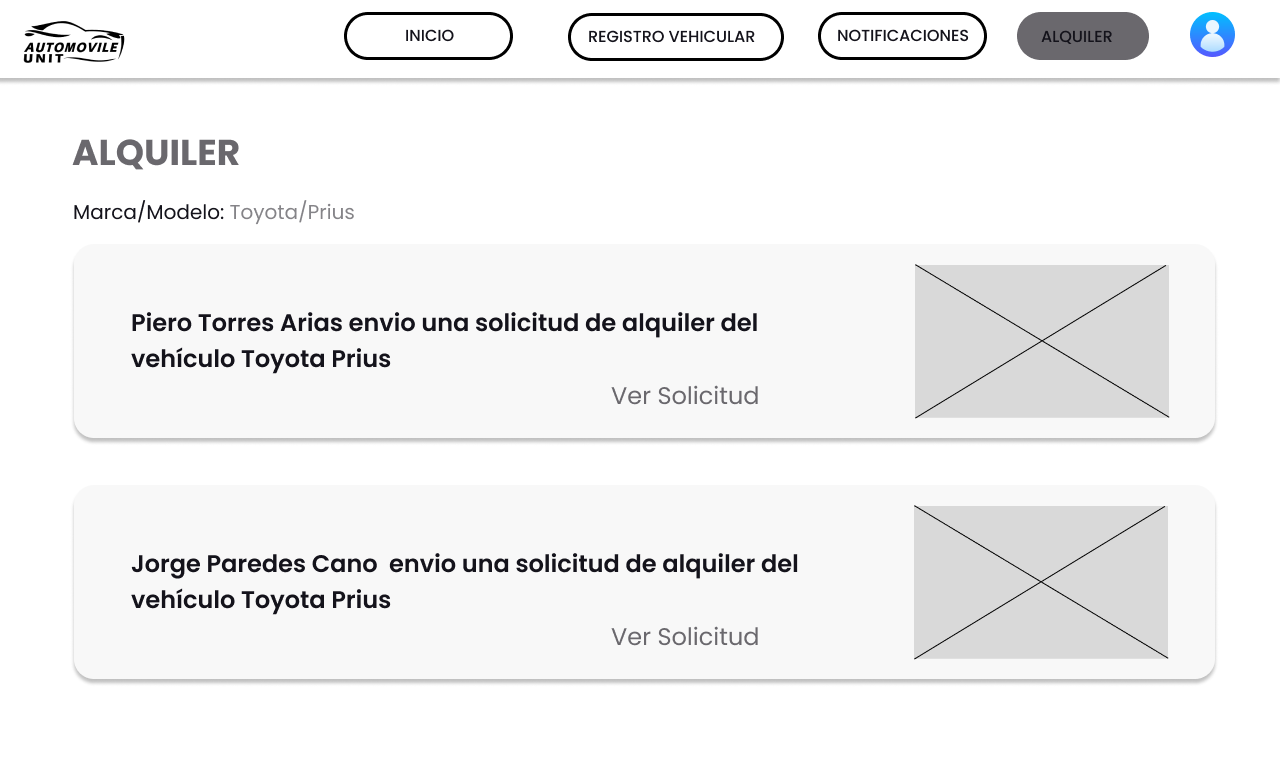 AUTOMOVILE
UNIT
INICIO
REGISTRO VEHICULAR
NOTIFICACIONES
ALQUILER
ALQUILER
Marca/Modelo: Toyota/Prius
Piero Torres Arias envio una solicitud de alquiler del
vehículo Toyota Prius
Ver Solicitud
Jorge Paredes Cano  envio una solicitud de alquiler del
vehículo Toyota Prius
Ver Solicitud